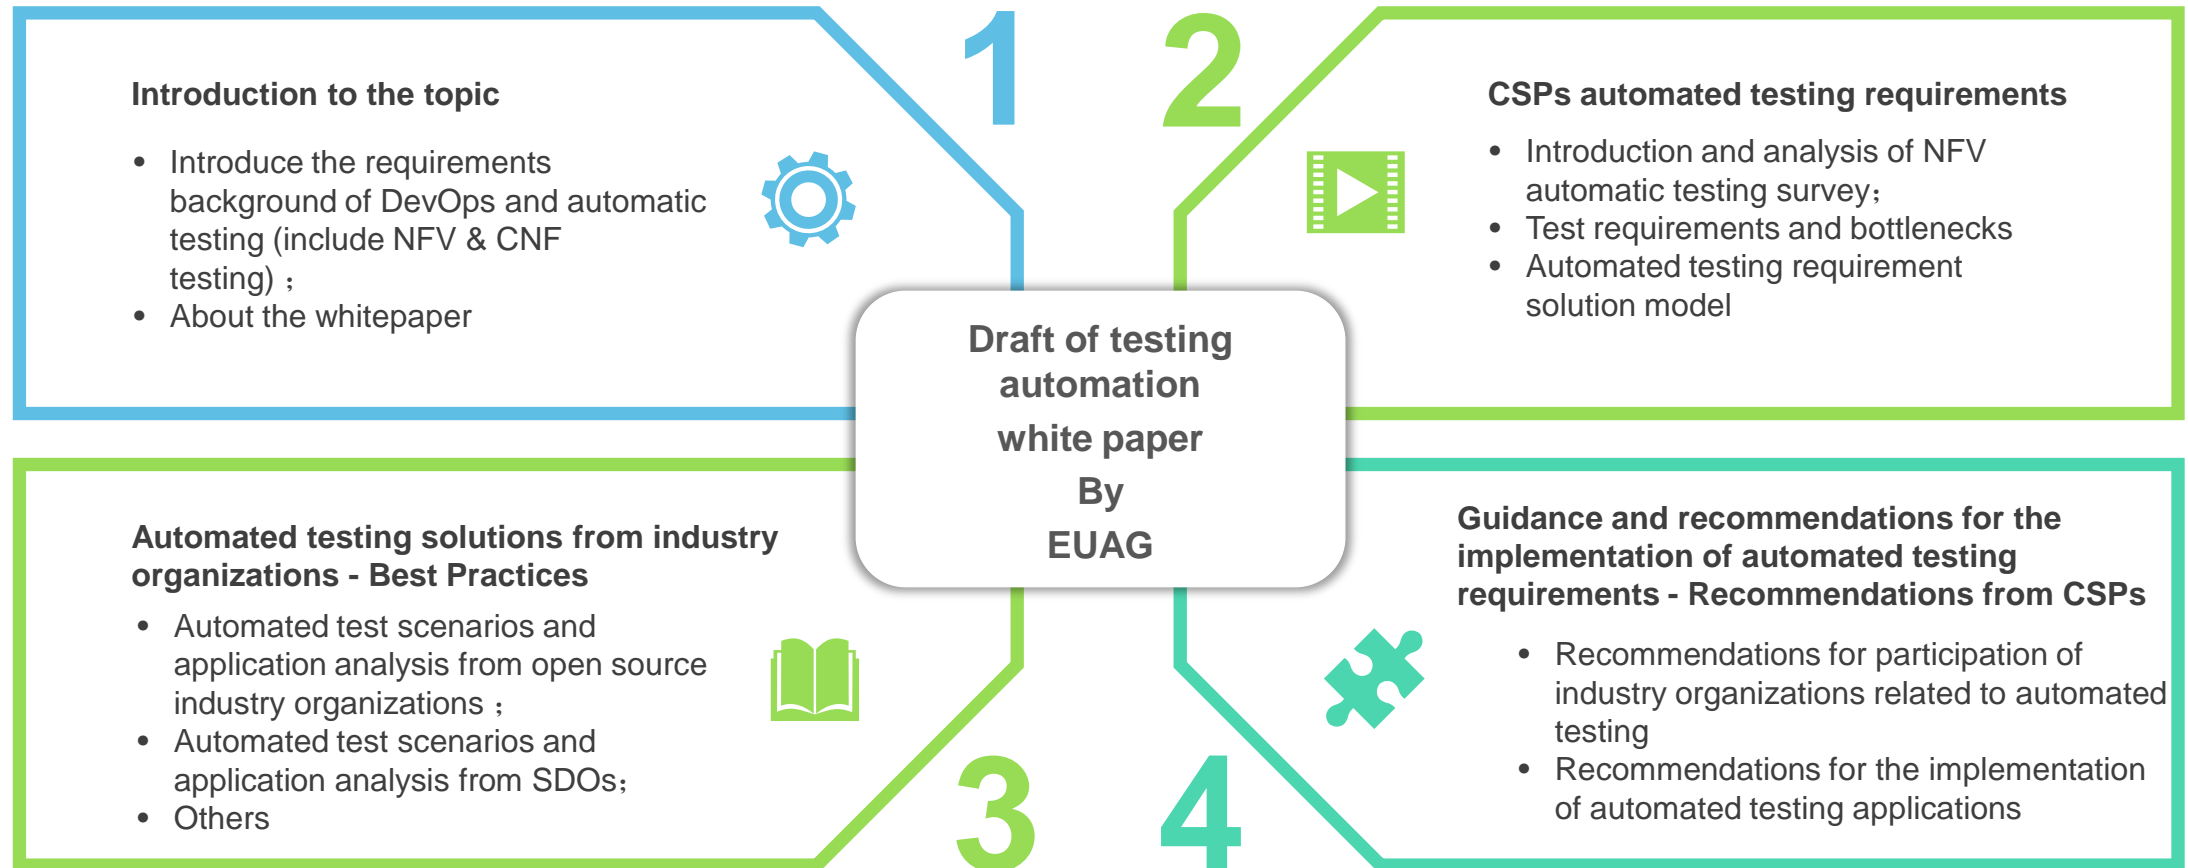 1
Introduction to the topic
• Introduce the requirements
background of DevOps and automatic
testing (include NFV & CNF
testing) ；
• About the whitepaper
2
CSPs automated testing requirements
• Introduction and analysis of NFV
automatic testing survey；
• Test requirements and bottlenecks
• Automated testing requirement
solution model
Draft of testing
automation
white paper
By
EUAG
3
Automated testing solutions from industry
organizations - Best Practices
• Automated test scenarios and
application analysis from open source
industry organizations ；
• Automated test scenarios and
application analysis from SDOs；
• Others
4
Guidance and recommendations for the
implementation of automated testing
requirements - Recommendations from CSPs
• Recommendations for participation of
industry organizations related to automated
testing
• Recommendations for the implementation
of automated testing applications